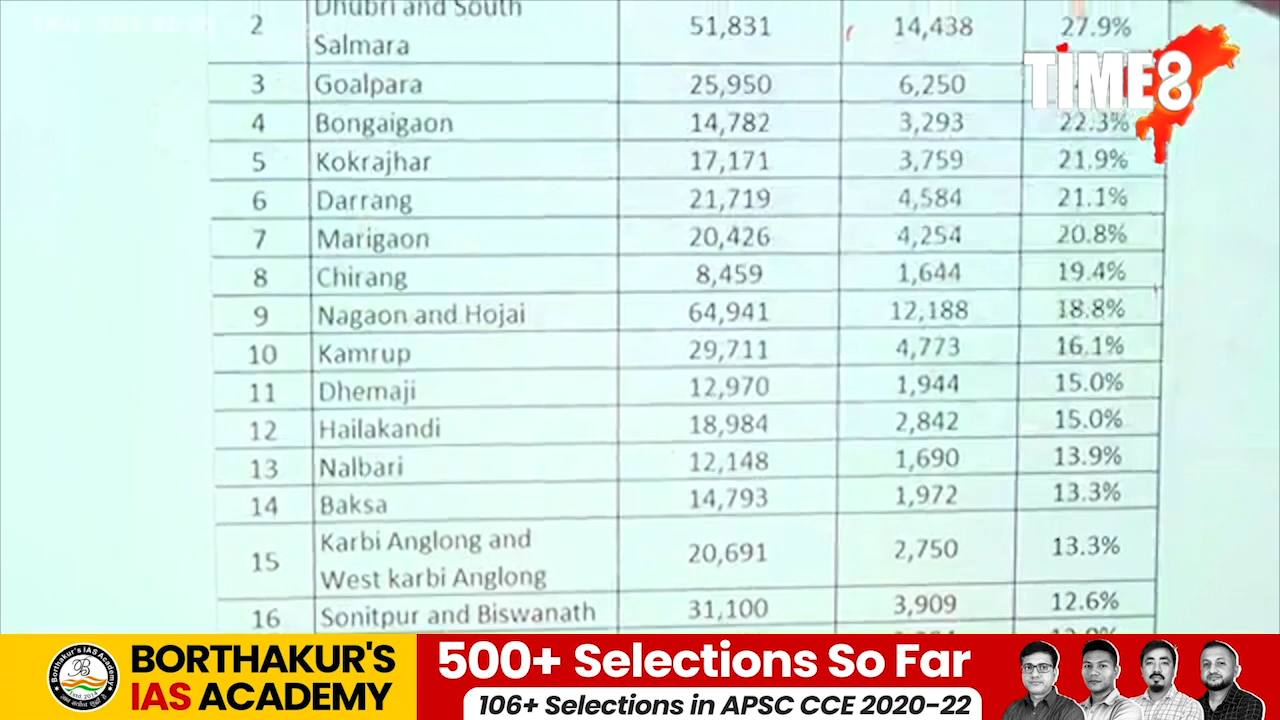 2 Dhubri and South Salmara 51,831 14,438 27.9%
3 Goalpara 25,950 6,250
4 Bongaigaon 14,782 3,293 22.3%
5 Kokrajhar 17,171 3,759 21.9%
6 Darrang 21,719 4,584 21.1%
7 Marigaon 20,426 4,254 20.8%
8 Chirang 8,459 1,644 19.4%
9 Nagaon and Hojai 64,941 12,188 18.8%
10 Kamrup 29,711 4,773 16.1%
11 Dhemaji 12,970 1,944 15.0%
12 Hailakandi 18,984 2,842 15.0%
13 Nalbari 12,148 1,690 13.9%
14 Baksa 14,793 1,972 13.3%
15 Karbi Anglong and West karbi Anglong 20,691 2,750 13.3%
16 Sonitpur and Biswanath 31,100 3,909 12.6%
TIME8
BORTHAKUR'S
IAS ACADEMY
500+ Selections So Far
106+ Selections in APSC CCE 2020-22
Borthakur's IAS Academy